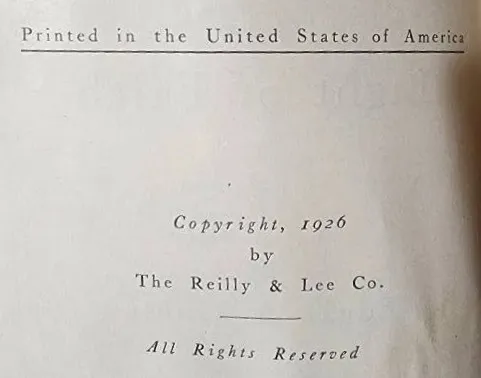 Printed in the United States of America
Copyright, 1926
by
The Reilly & Lee Co.
All Rights Reserved